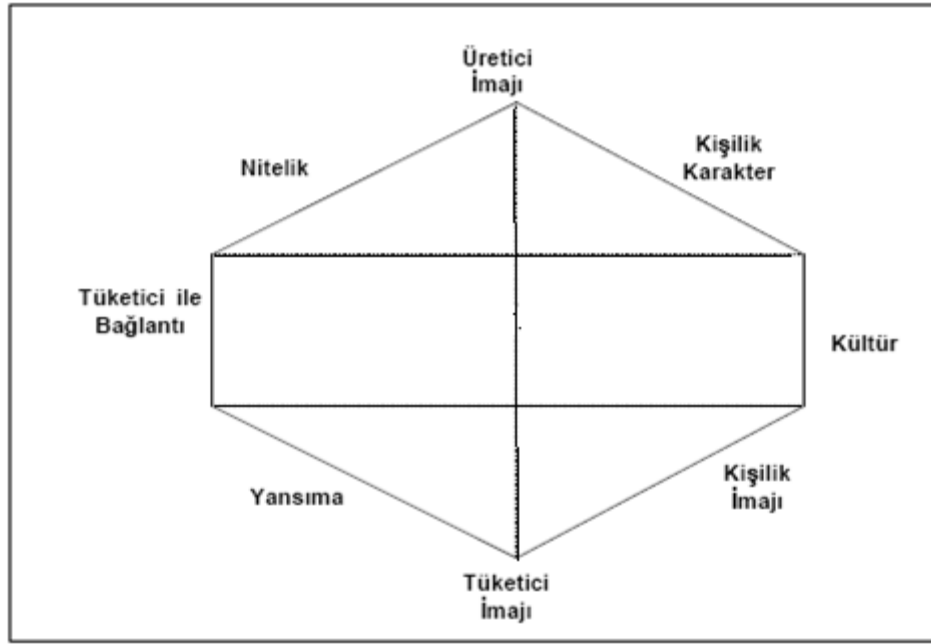 Üretici
İmajı
Nitelik
Kişilik
Karakter
Tüketici ile
Bağlantı
Kültür
Yansıma
Kişilik
İmajı
Tüketici
İmajı